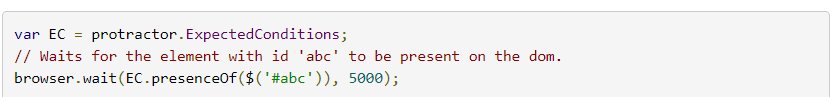 var EC = protractor.ExpectedConditions;
// Waits for the element with id 'abc' to be present on the dom.
browser.wait(EC.presenceOf($('#abc')), 5000);